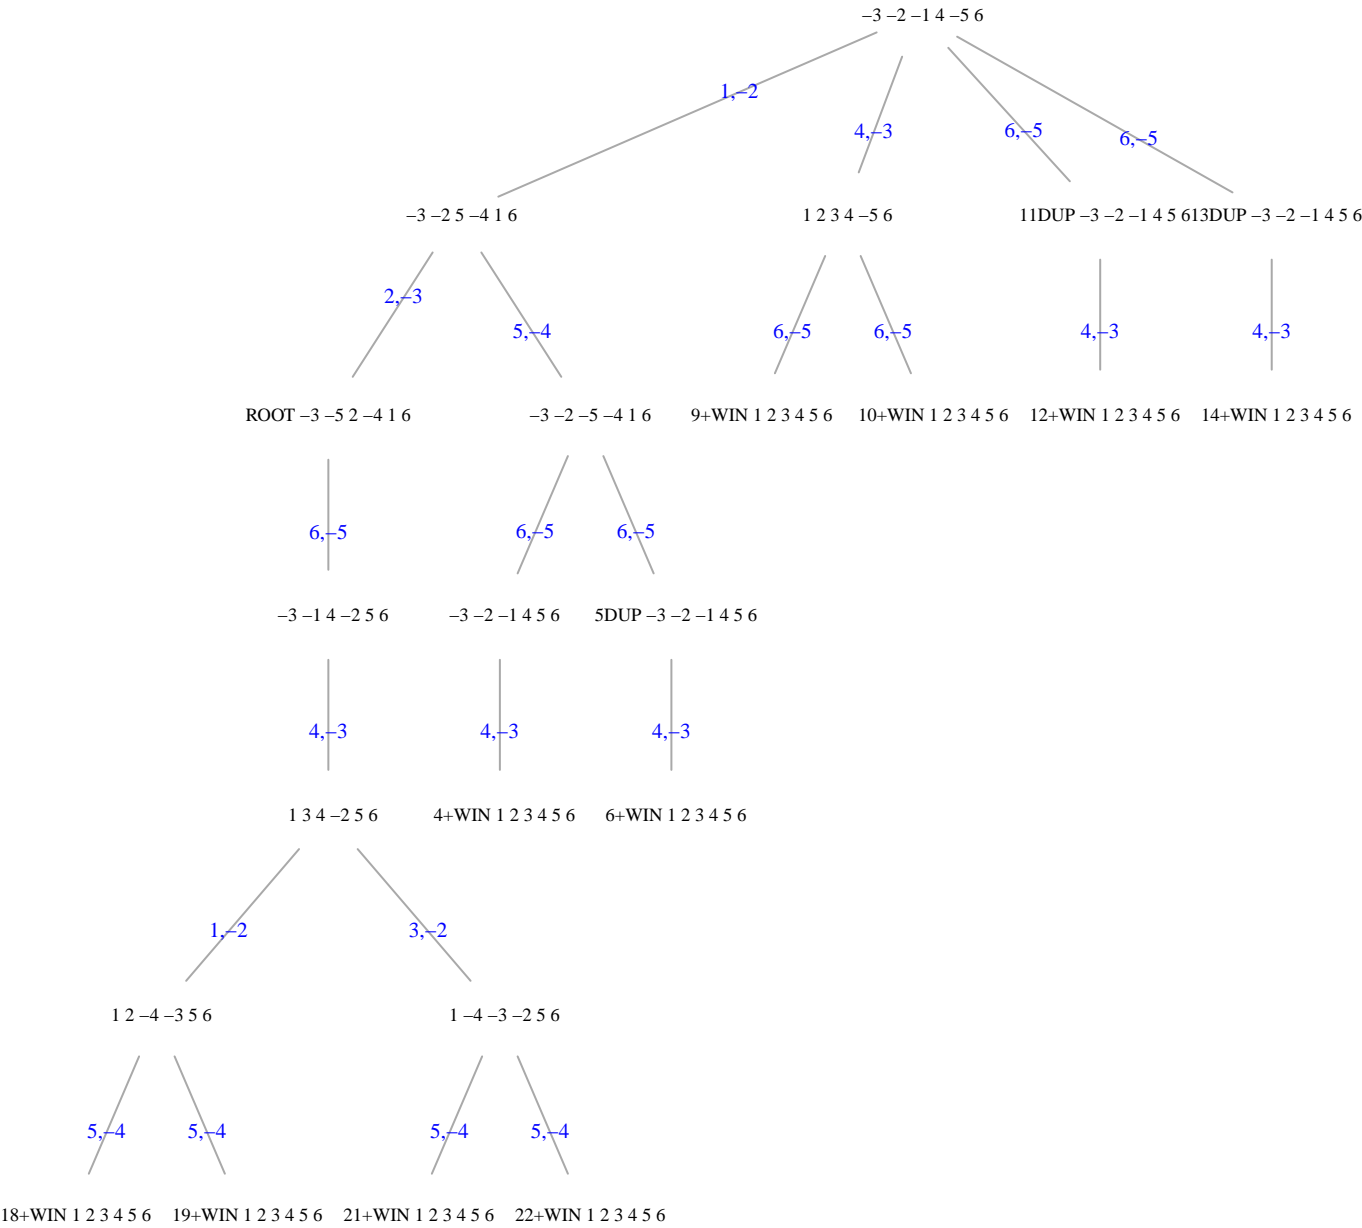 –3 –2 –1 4 –5 6
1,–2
4,–3
6,–5
6,–5
–3 –2 5 –4 1 6
1 2 3 4 –5 6
11DUP –3 –2 –1 4 5 6
13DUP –3 –2 –1 4 5 6
2,–3
5,–4
6,–5
6,–5
4,–3
4,–3
ROOT –3 –5 2 –4 1 6
–3 –2 –5 –4 1 6
9+WIN 1 2 3 4 5 6
10+WIN 1 2 3 4 5 6
12+WIN 1 2 3 4 5 6
14+WIN 1 2 3 4 5 6
6,–5
6,–5
6,–5
–3 –1 4 –2 5 6
–3 –2 –1 4 5 6
5DUP –3 –2 –1 4 5 6
4,–3
4,–3
4,–3
1 3 4 –2 5 6
4+WIN 1 2 3 4 5 6
6+WIN 1 2 3 4 5 6
1,–2
3,–2
1 2 –4 –3 5 6
1 –4 –3 –2 5 6
5,–4
5,–4
5,–4
5,–4
18+WIN 1 2 3 4 5 6
19+WIN 1 2 3 4 5 6
21+WIN 1 2 3 4 5 6
22+WIN 1 2 3 4 5 6